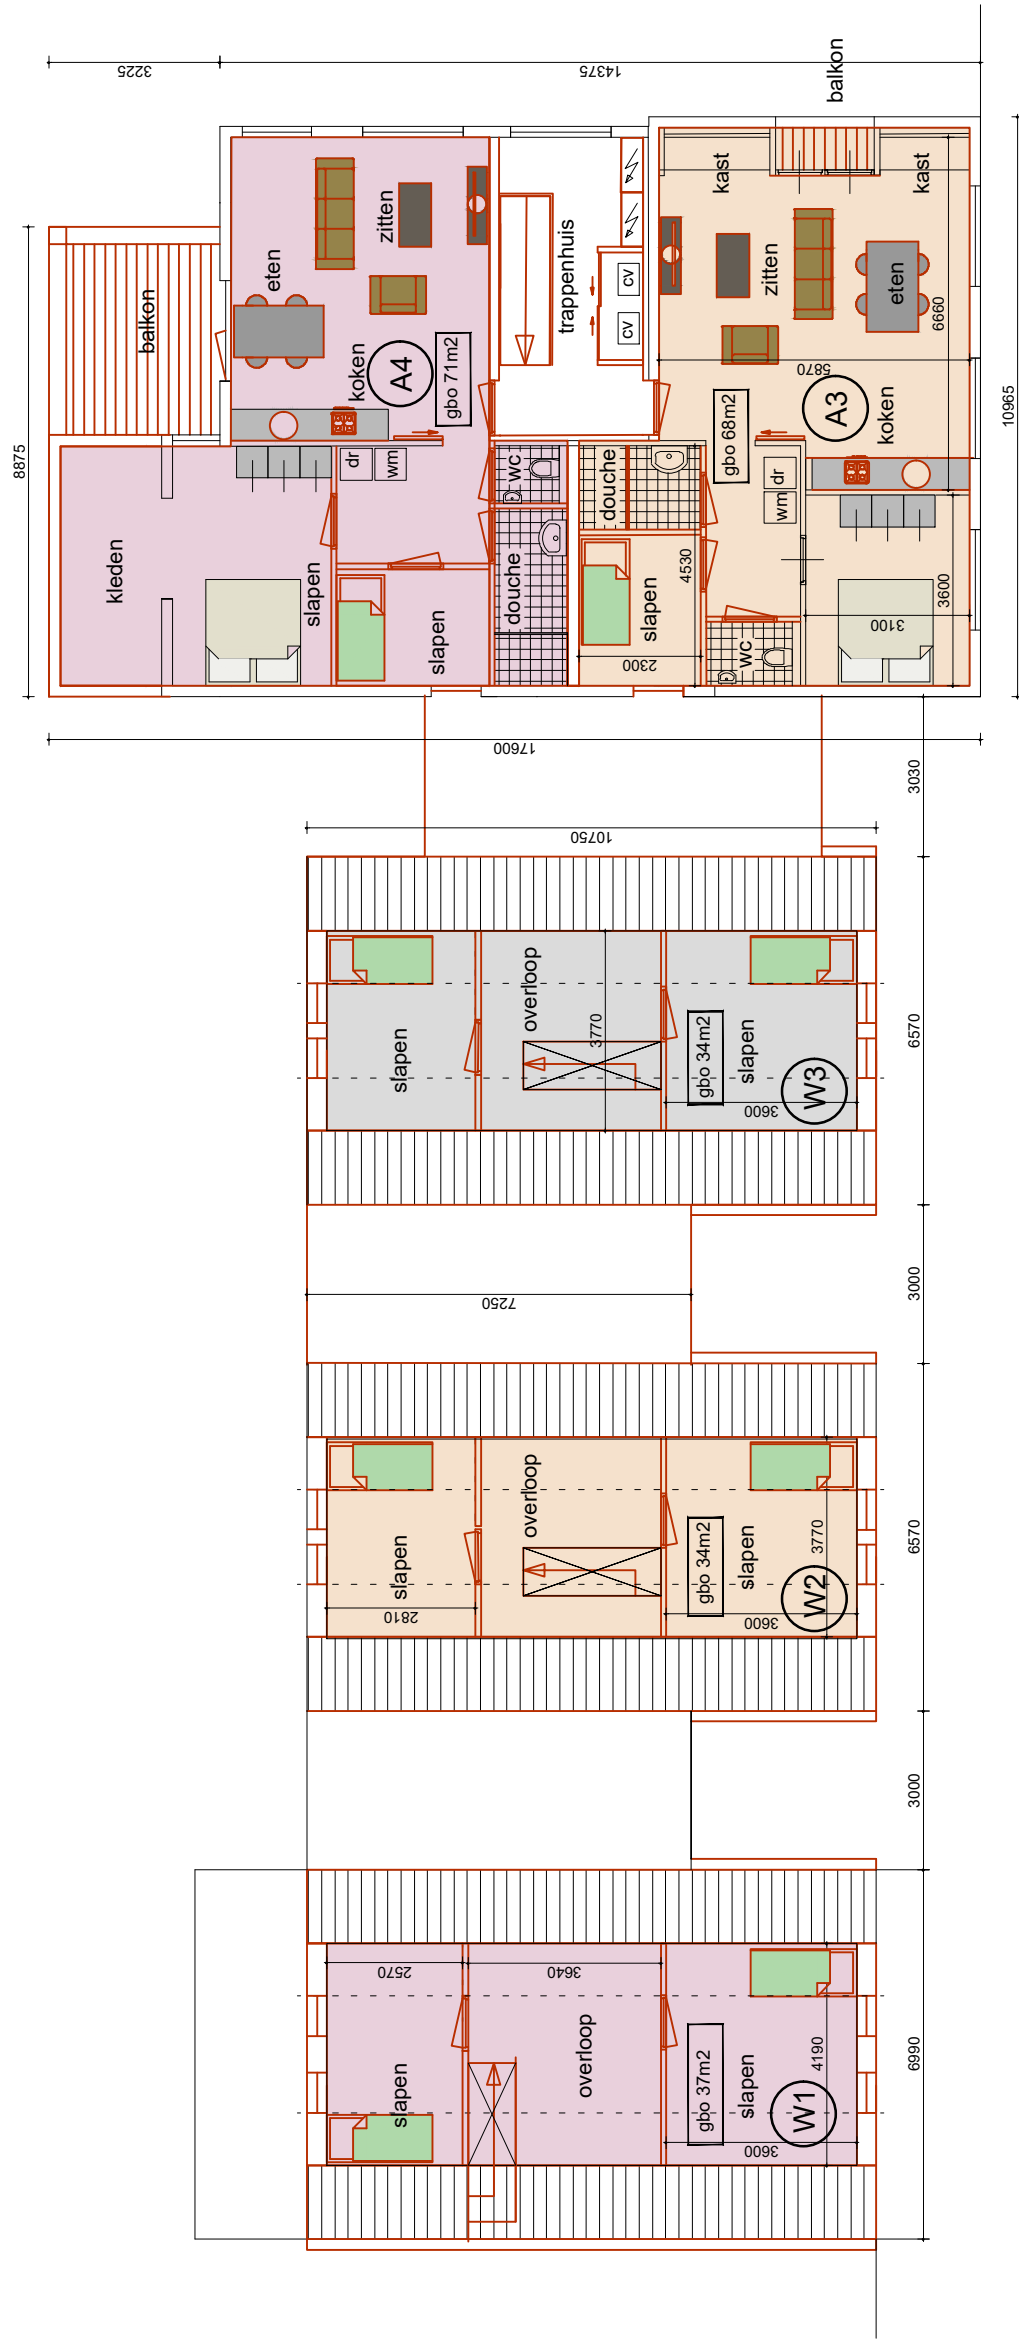 8875
3225
14375
17600
10965
balkon
kleden
slapen
slapen
eten
zitten
koken
A4
gbo 71m2
dr
wm
wc
douche
trappenhuis
cv
cv
douche
slapen
4530
2300
wc
gbo 68m2
wm
dr
A3
koken
zitten
eten
kast
kast
balkon
5870
6660
3100
3600
3030
10750
slapen
overloop
3770
gbo 34m2
slapen
W3
3600
6570
7250
3000
slapen
2810
overloop
gbo 34m2
slapen
W2
3770
3600
6570
3000
slapen
2570
3640
overloop
gbo 37m2
slapen
W1
4190
3600
6990